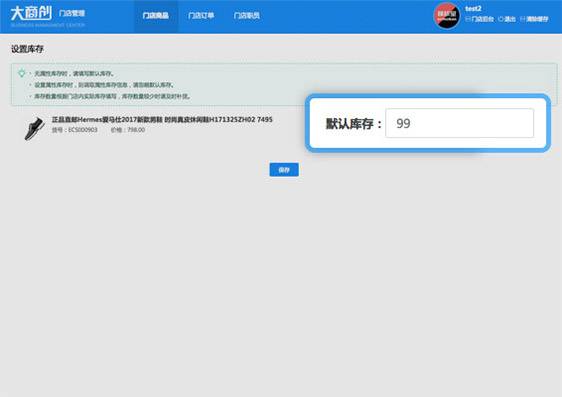 大商创 门店管理
BUSINESS MANAGMENT CENTER
门店商品 门店订单 门店职员
test2
门店后台 退出 清除缓存
设置库存
无属性库存时，请填写默认库存。
设置属性库存时，则调取属性库存信息，请忽略默认库存。
库存数量根据门店内实际库存填写，库存数量较少时请及时补货。
正品直邮Hermes爱马仕2017新款男鞋 时尚真皮休闲鞋H171325ZH02 7495
货号：ECS000903 价格：798.00
默认库存： 99
保存